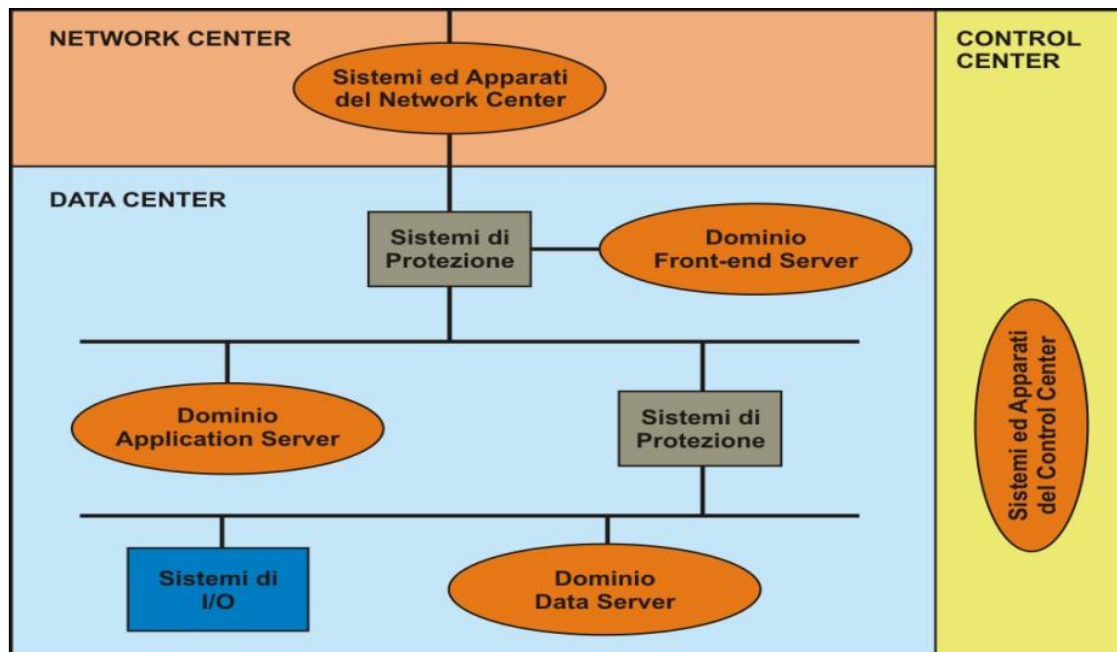 NETWORK CENTER
Sistemi ed Apparati
del Network Center
CONTROL
CENTER
DATA CENTER
Sistemi di
Protezione
Dominio
Front-end Server
Dominio
Application Server
Sistemi di
Protezione
Sistemi ed Apparati
del Control Center
Sistemi di
I/O
Dominio
Data Server